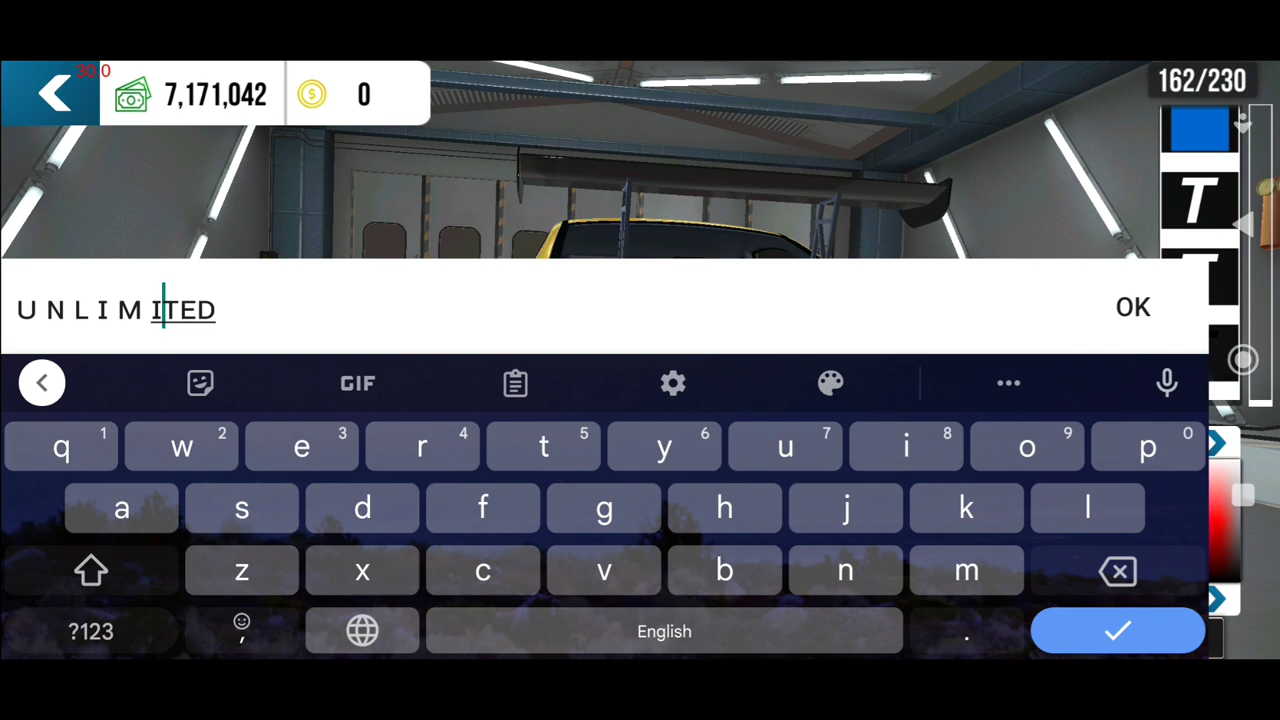 30 0
7,171,042
0
162/230
T
T
U N L I M ITED
OK
GIF
q 1 w 2 e 3 r 4 t 5 y 6 u 7 i 8 o 9 p 0
a s d f g h j k l
z x c v b n m
?123 , English .